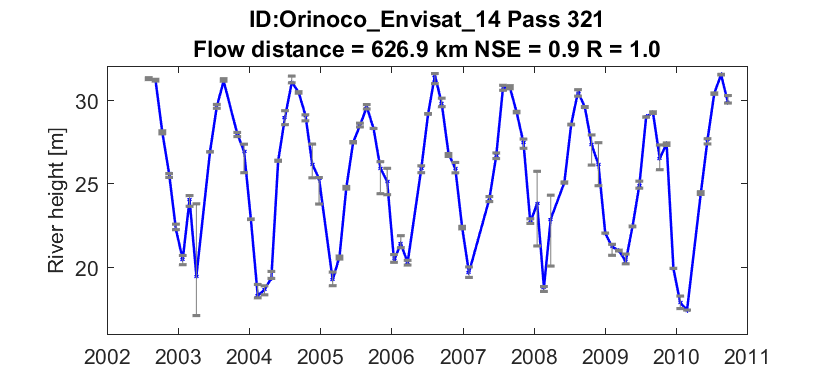 ID:Orinoco_Envisat_14 Pass 321
Flow distance = 626.9 km NSE = 0.9 R = 1.0
River height [m]
30
25
20
2002 2003 2004 2005 2006 2007 2008 2009 2010 2011